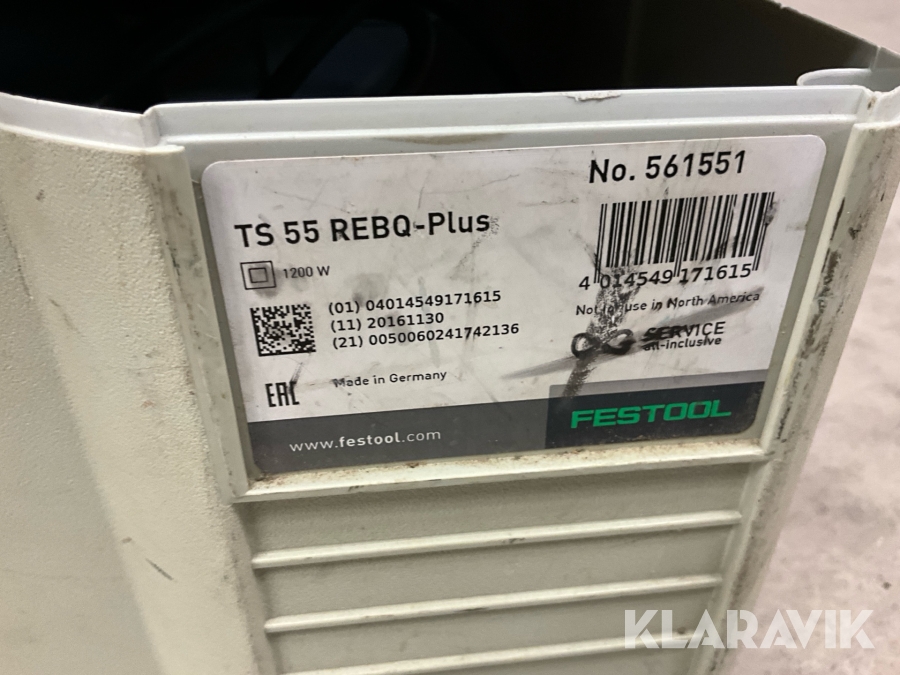 No. 561551
TS 55 REBQ-Plus
1200 W
4 014549 171615
(01) 04014549171615
(11) 20161130
(21) 0050060241742136
Not for use in North America
SERVICE
all-inclusive
EAC
Made in Germany
www.festool.com
FESTOOL
KLARAVIK